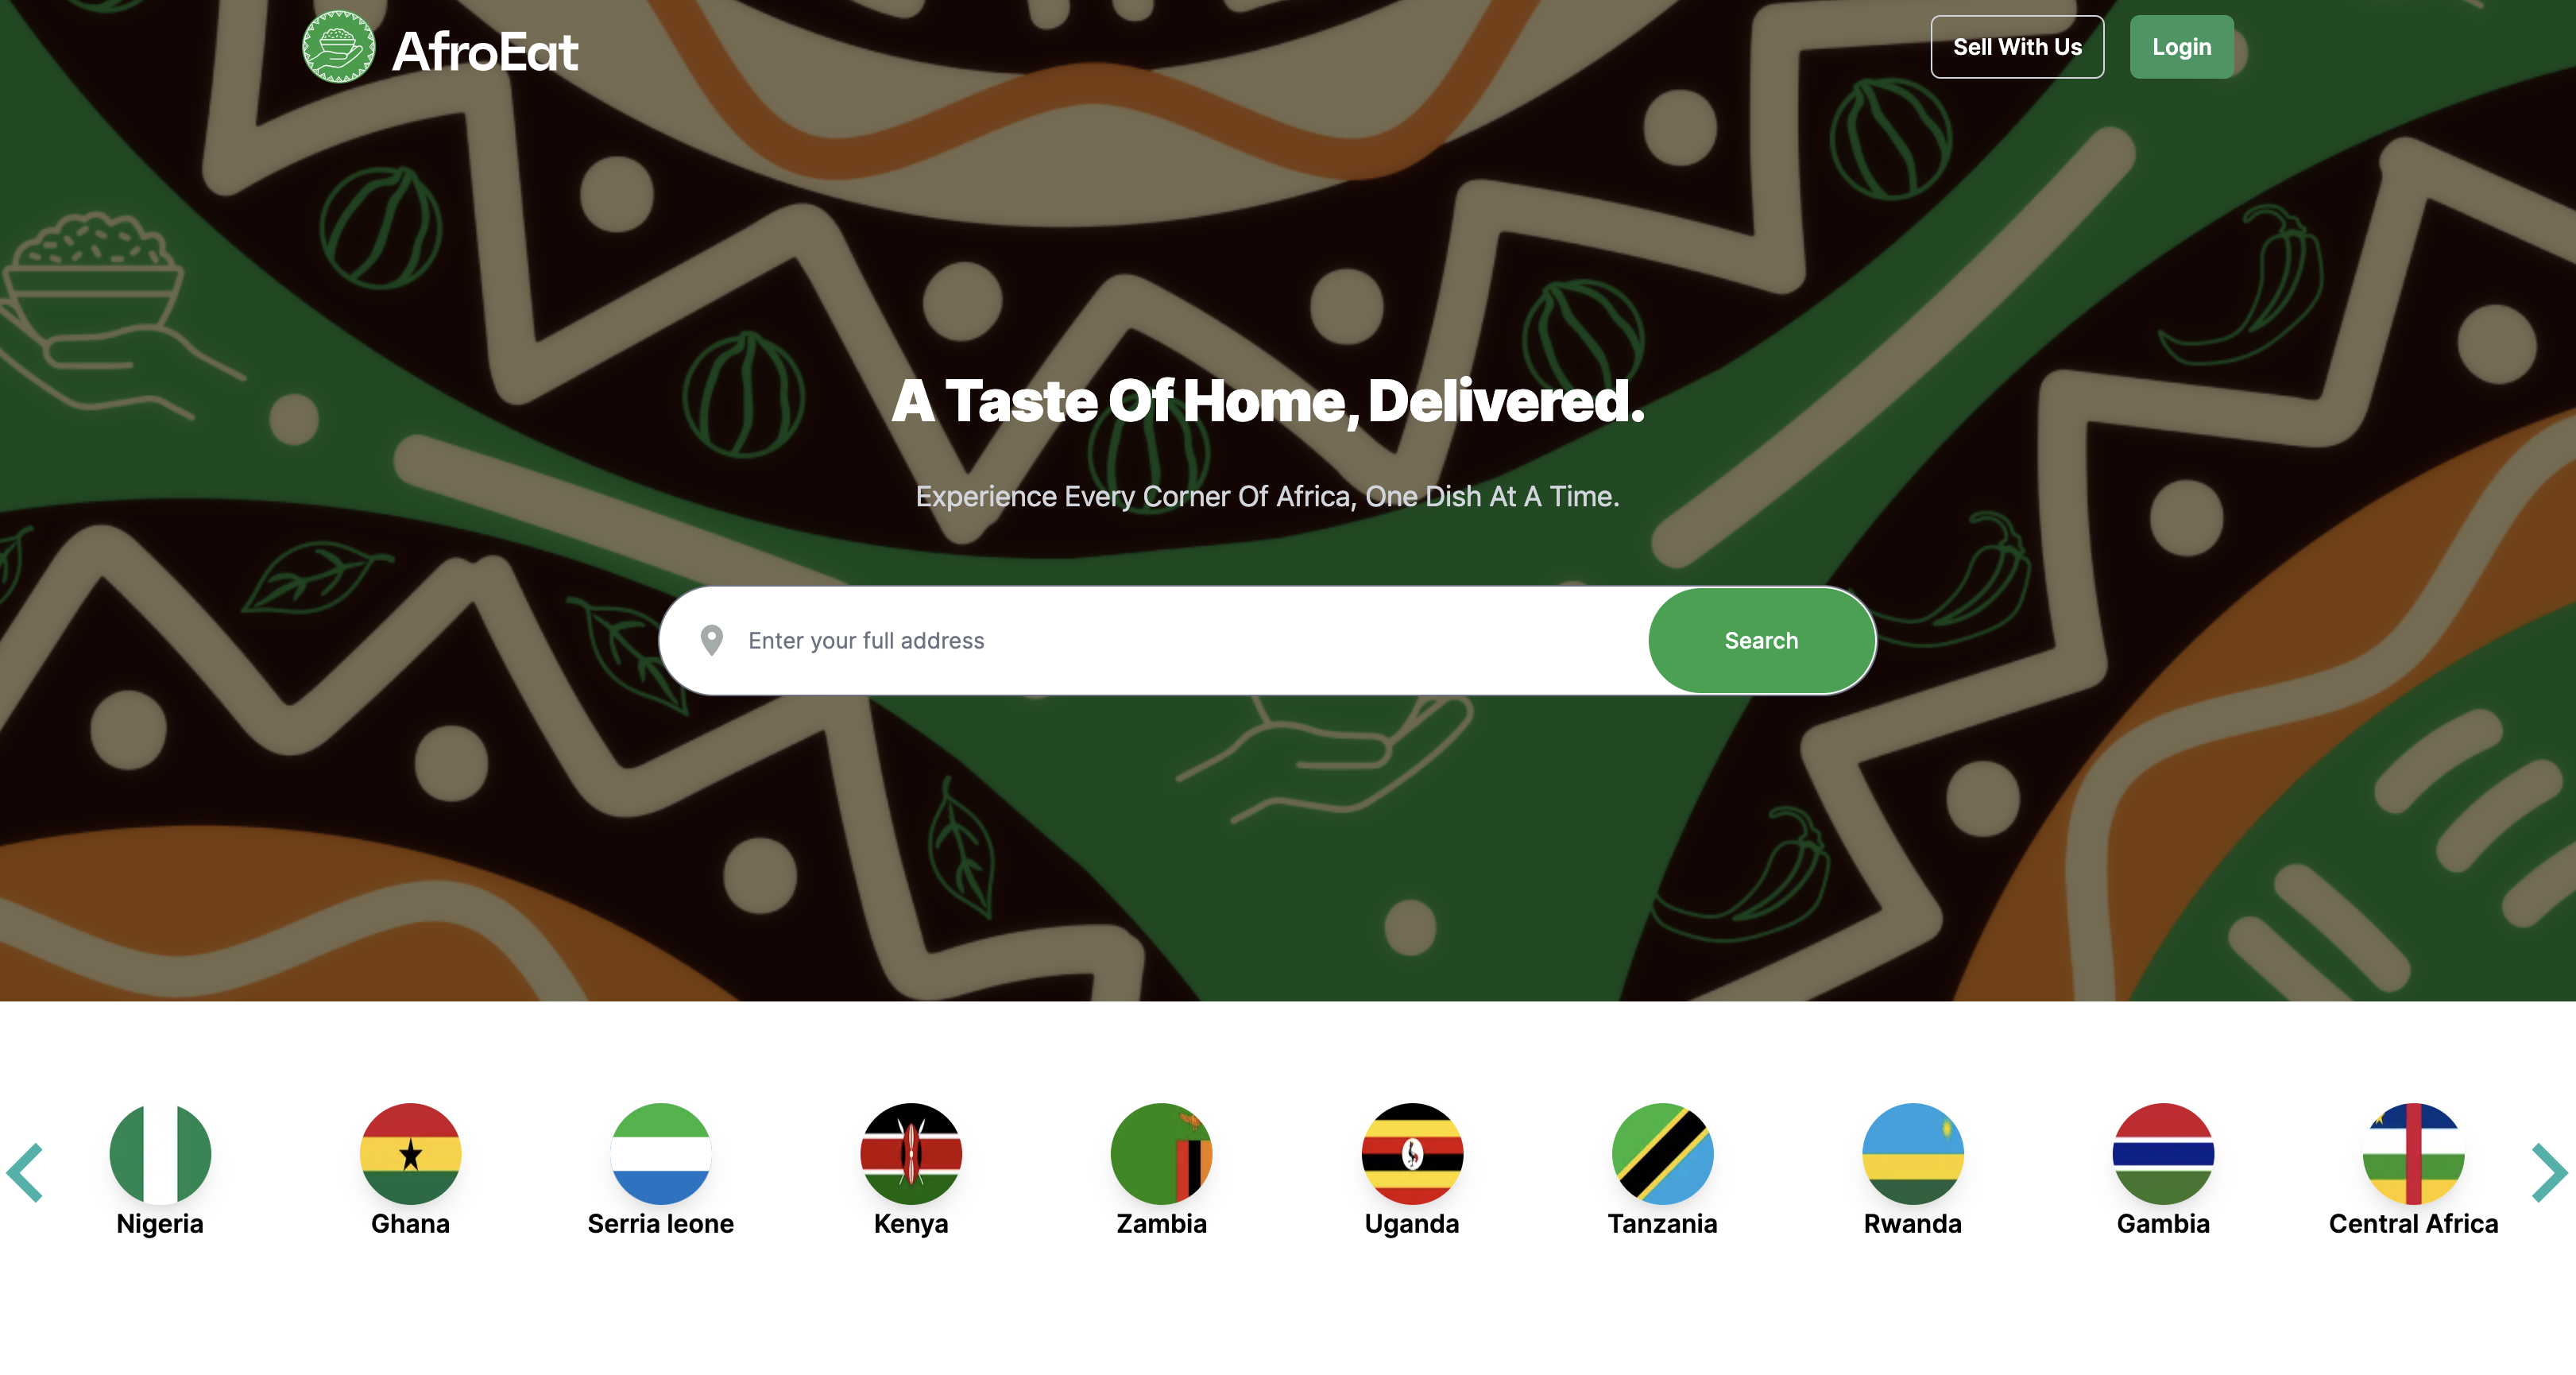 AfroEat
Sell With Us
Login
A Taste Of Home, Delivered.
Experience Every Corner Of Africa, One Dish At A Time.
Enter your full address
Search
Nigeria
Ghana
Serria leone
Kenya
Zambia
Uganda
Tanzania
Rwanda
Gambia
Central Africa